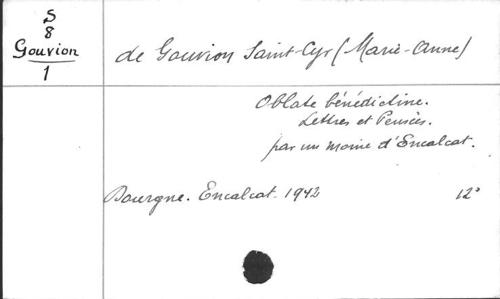 S
8
Gouvion
1
de Gouvion Saint-Cyr (Marie-Anne)
Oblate bénédictine.
Lettres et Pensées.
par un moine d'Encalcat.
Dourgne. Encalcat. 1942 12°